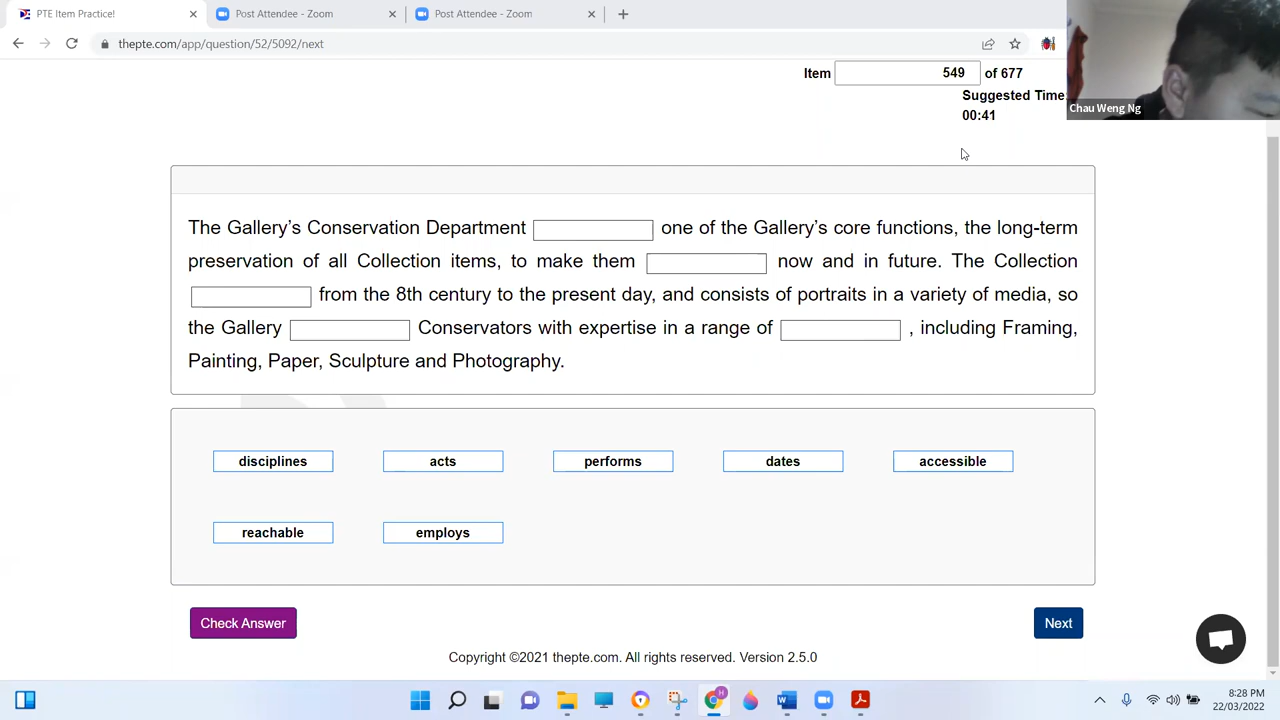 PTE Item Practice!
Post Attendee - Zoom
Post Attendee - Zoom
thepte.com/app/question/52/5092/next
Item 549 of 677
Suggested Time:
00:41
Chau Weng Ng
The Gallery’s Conservation Department one of the Gallery’s core functions, the long-term
preservation of all Collection items, to make them now and in future. The Collection
from the 8th century to the present day, and consists of portraits in a variety of media, so
the Gallery Conservators with expertise in a range of , including Framing,
Painting, Paper, Sculpture and Photography.
disciplines acts performs dates accessible
reachable employs
Check Answer Next
Copyright ©2021 thepte.com. All rights reserved. Version 2.5.0
H
W
8:28 PM
22/03/2022